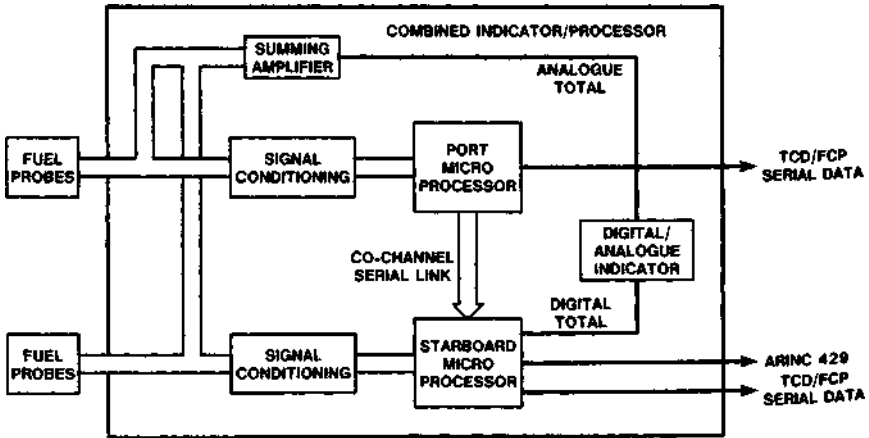 COMBINED INDICATOR/PROCESSOR
SUMMING
AMPLIFIER
ANALOGUE
TOTAL
FUEL
PROBES
SIGNAL
CONDITIONING
PORT
MICRO
PROCESSOR
TCD/FCP
SERIAL DATA
CO-CHANNEL
SERIAL LINK
DIGITAL/
ANALOGUE
INDICATOR
DIGITAL
TOTAL
FUEL
PROBES
SIGNAL
CONDITIONING
STARBOARD
MICRO
PROCESSOR
ARINC 429
TCD/FCP
SERIAL DATA